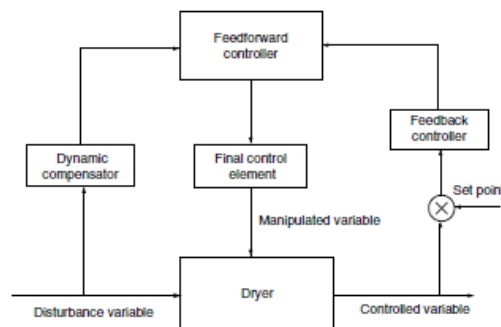 Feedforward
controller
Feedback
controller
Dynamic
compensator
Final control
element
Set poin
Manipulated variable
Dryer
Disturbance variable
Controlled variable